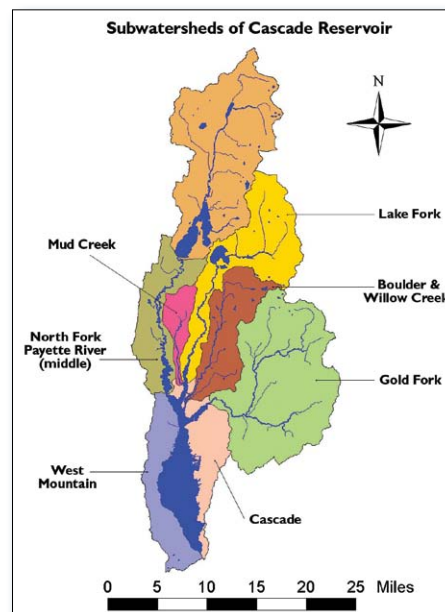 Subwatersheds of Cascade Reservoir
N
Lake Fork
Mud Creek
Boulder &
Willow Creek
North Fork
Payette River
(middle)
Gold Fork
West
Mountain
Cascade
0 5 10 15 20 25 Miles